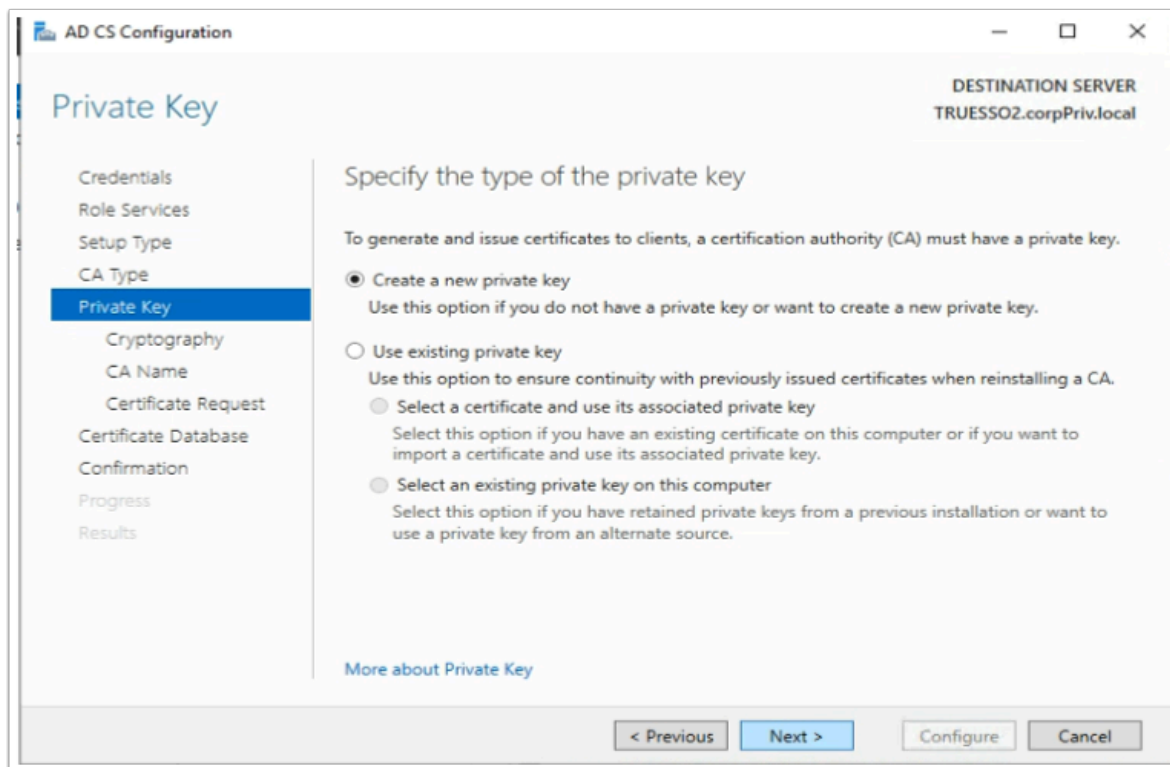 AD CS Configuration
DESTINATION SERVER
TRUESSO2.corpPriv.local
Private Key
Credentials
Role Services
Setup Type
CA Type
Private Key
Cryptography
CA Name
Certificate Request
Certificate Database
Confirmation
Progress
Results
Specify the type of the private key
To generate and issue certificates to clients, a certification authority (CA) must have a private key.
Create a new private key
Use this option if you do not have a private key or want to create a new private key.
Use existing private key
Use this option to ensure continuity with previously issued certificates when reinstalling a CA.
Select a certificate and use its associated private key
Select this option if you have an existing certificate on this computer or if you want to
import a certificate and use its associated private key.
Select an existing private key on this computer
Select this option if you have retained private keys from a previous installation or want to
use a private key from an alternate source.
More about Private Key
< Previous
Next >
Configure
Cancel